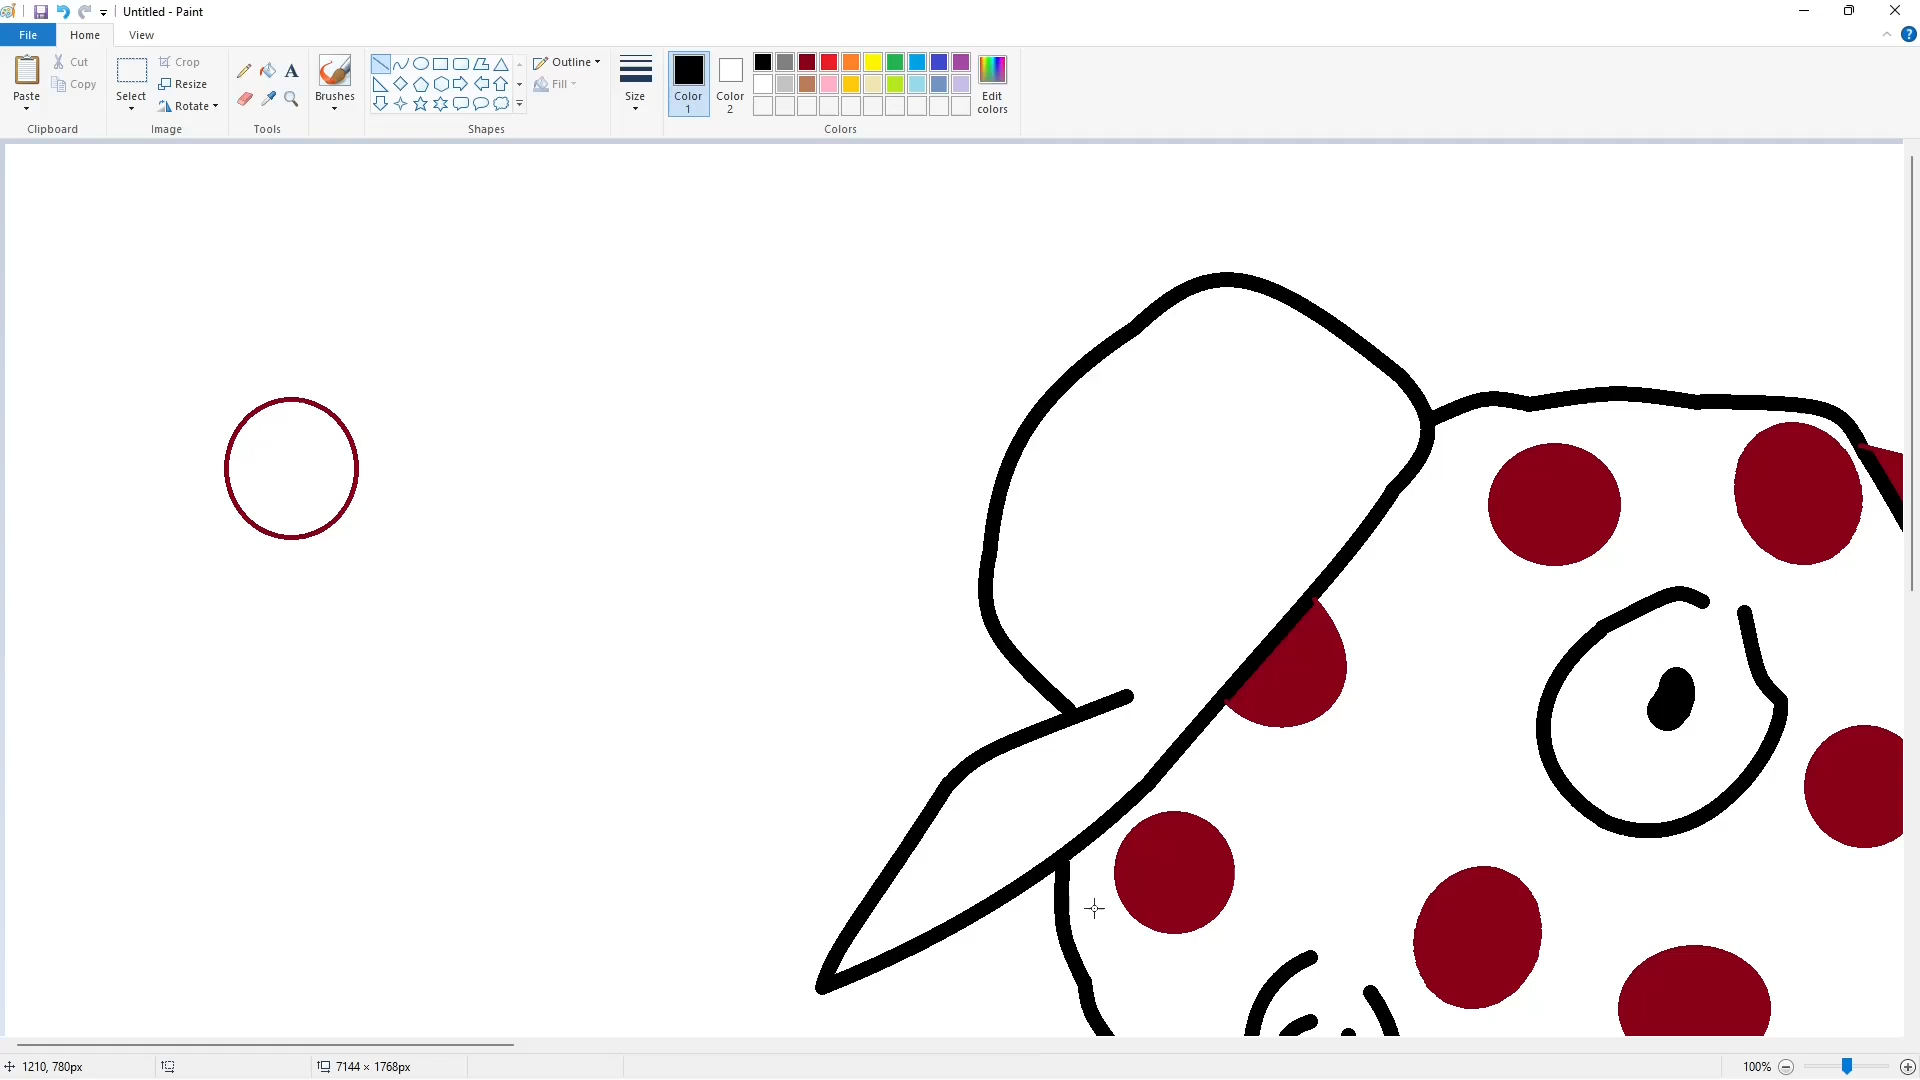 Untitled - Paint
File
Home
View
Paste
Cut
Copy
Clipboard
Select
Crop
Resize
Rotate
Image
A
Tools
Brushes
Outline
Fill
Shapes
Size
Color 1
Color 2
Colors
Edit colors
?
1210, 780px
7144 × 1768px
100%